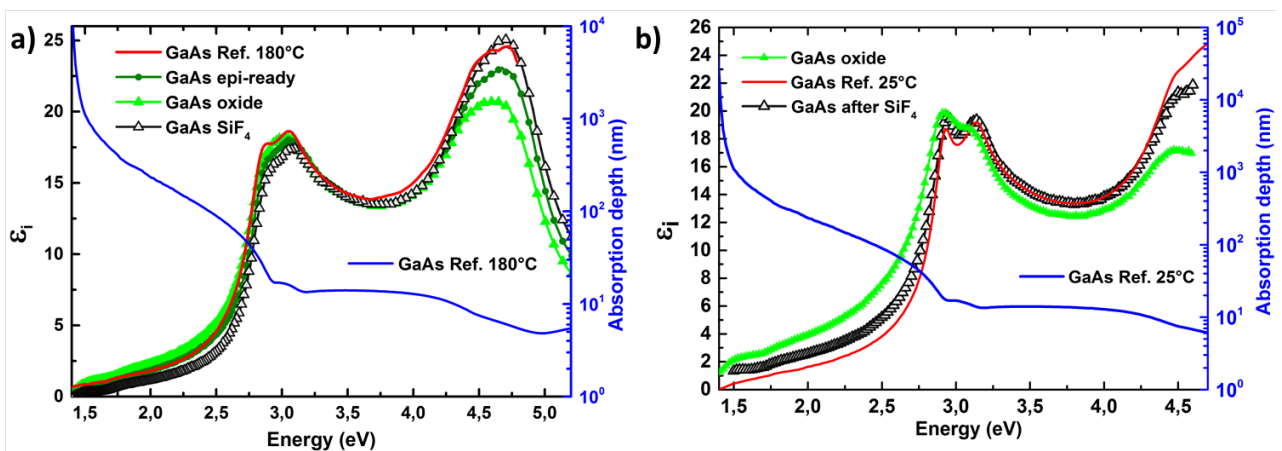 a)
25
20
15
10
5
0
εi
GaAs Ref. 180°C
GaAs epi-ready
GaAs oxide
GaAs SiF4
GaAs Ref. 180°C
10^4
10^3
10^2
10^1
10^0
Absorption depth (nm)
1,5 2,0 2,5 3,0 3,5 4,0 4,5 5,0
Energy (eV)
b)
26
24
22
20
18
16
14
12
10
8
6
4
2
0
εi
GaAs oxide
GaAs Ref. 25°C
GaAs after SiF4
GaAs Ref. 25°C
10^5
10^4
10^3
10^2
10^1
10^0
Absorption depth (nm)
1,5 2,0 2,5 3,0 3,5 4,0 4,5
Energy (eV)